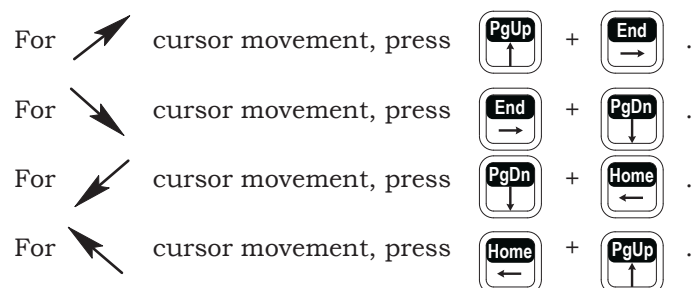 For cursor movement, press PgUp + End .
For cursor movement, press End + PgDn .
For cursor movement, press PgDn + Home .
For cursor movement, press Home + PgUp .